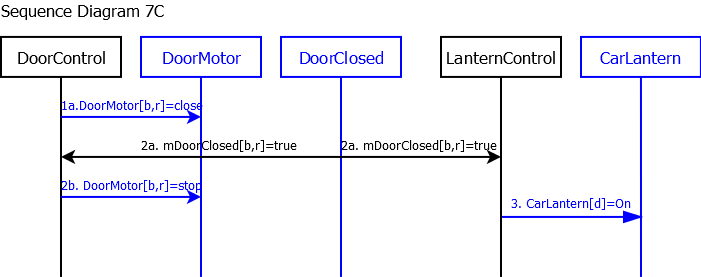 Sequence Diagram 7C
DoorControl
DoorMotor
DoorClosed
LanternControl
CarLantern
1a.DoorMotor[b,r]=close
2a. mDoorClosed[b,r]=true
2a. mDoorClosed[b,r]=true
2b. DoorMotor[b,r]=stop
3. CarLantern[d]=On